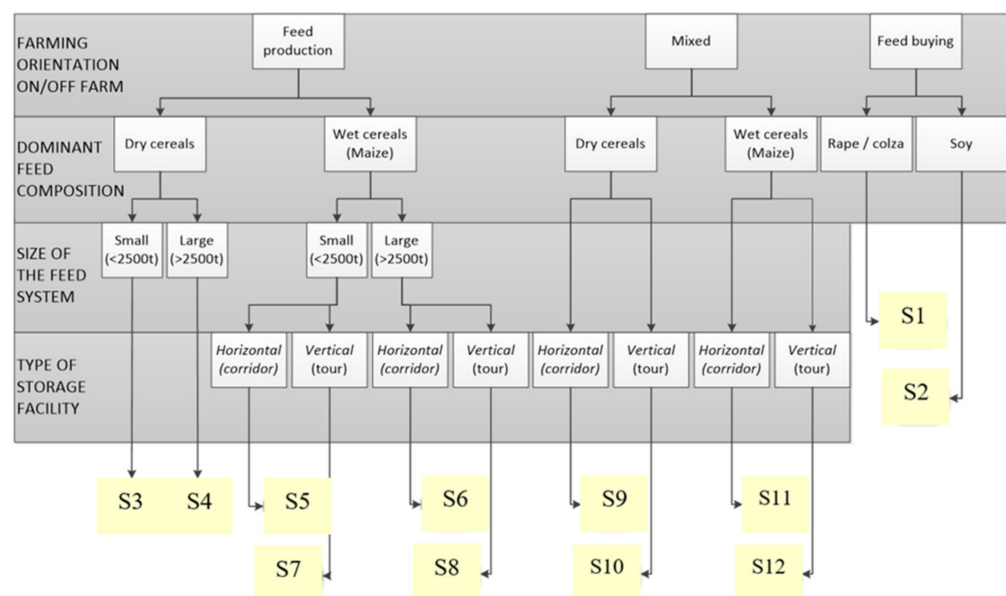 FARMING
ORIENTATION
ON/OFF FARM
Feed
production
Mixed
Feed buying
DOMINANT
FEED
COMPOSITION
Dry cereals
Wet cereals
(Maize)
Dry cereals
Wet cereals
(Maize)
Rape / colza
Soy
SIZE OF
THE FEED
SYSTEM
Small
(<2500t)
Large
(>2500t)
Small
(<2500t)
Large
(>2500t)
TYPE OF
STORAGE
FACILITY
Horizontal
(corridor)
Vertical
(tour)
Horizontal
(corridor)
Vertical
(tour)
Horizontal
(corridor)
Vertical
(tour)
Horizontal
(corridor)
Vertical
(tour)
S1
S2
S3
S4
S5
S6
S9
S11
S7
S8
S10
S12